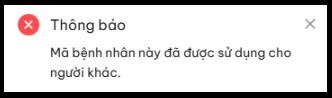 Thông báo
Mã bệnh nhân này đã được sử dụng cho
người khác.